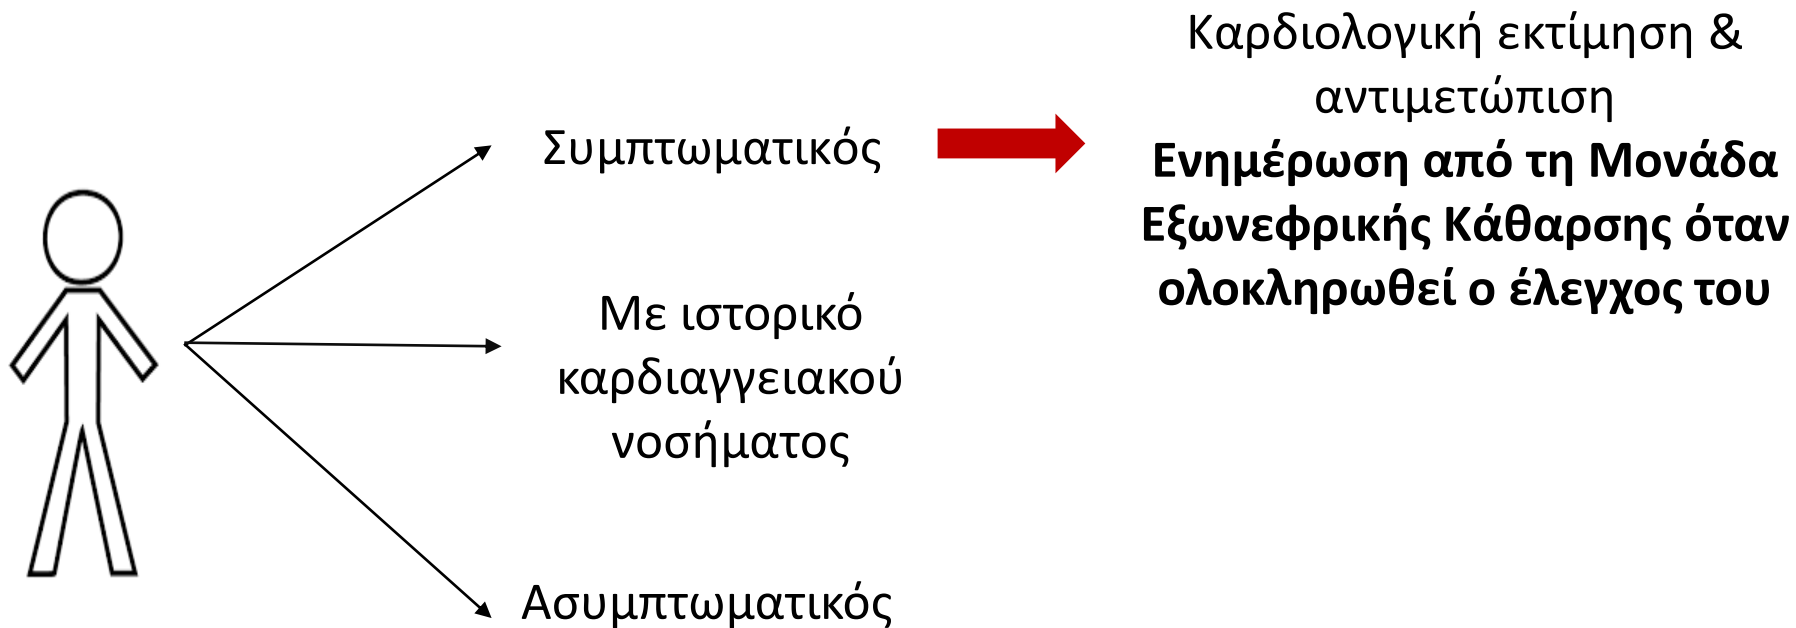 Συμπτωματικός
Με ιστορικό
καρδιαγγειακού
νοσήματος
Ασυμπτωματικός
Καρδιολογική εκτίμηση &
αντιμετώπιση
Ενημέρωση από τη Μονάδα
Εξωνεφρικής Κάθαρσης όταν
ολοκληρωθεί ο έλεγχος του